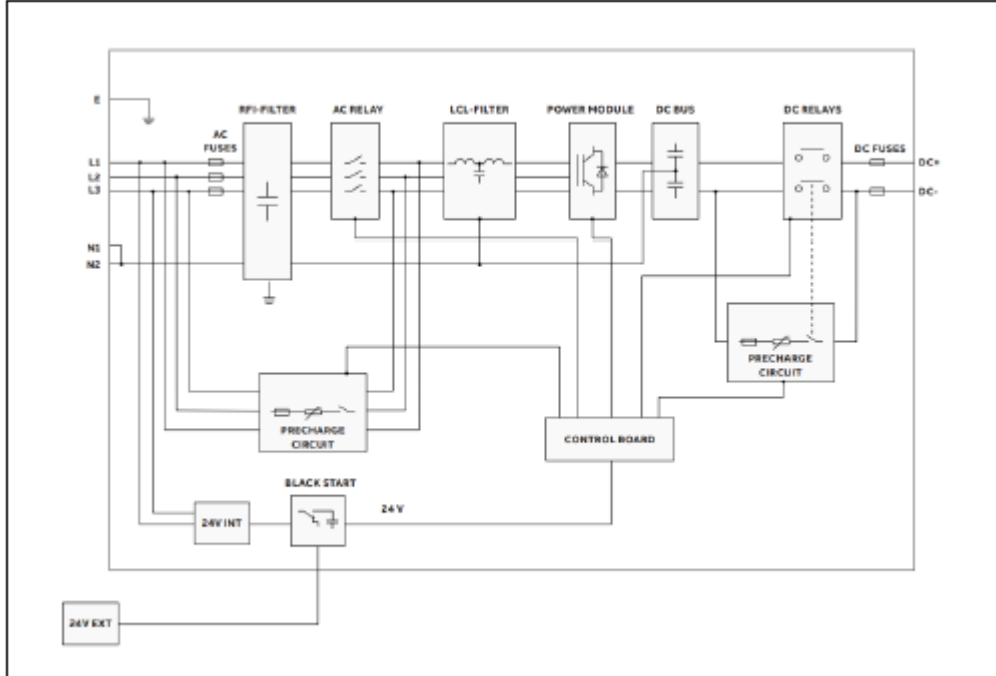 E
RFI-FILTER
AC RELAY
LCL-FILTER
POWER MODULE
DC BUS
DC RELAYS
AC
FUSES
DC FUSES
L1
L2
L3
DC+
DC-
N1
N2
PRECHARGE
CIRCUIT
PRECHARGE
CIRCUIT
CONTROL BOARD
BLACK START
24V INT
24 V
24V EXT